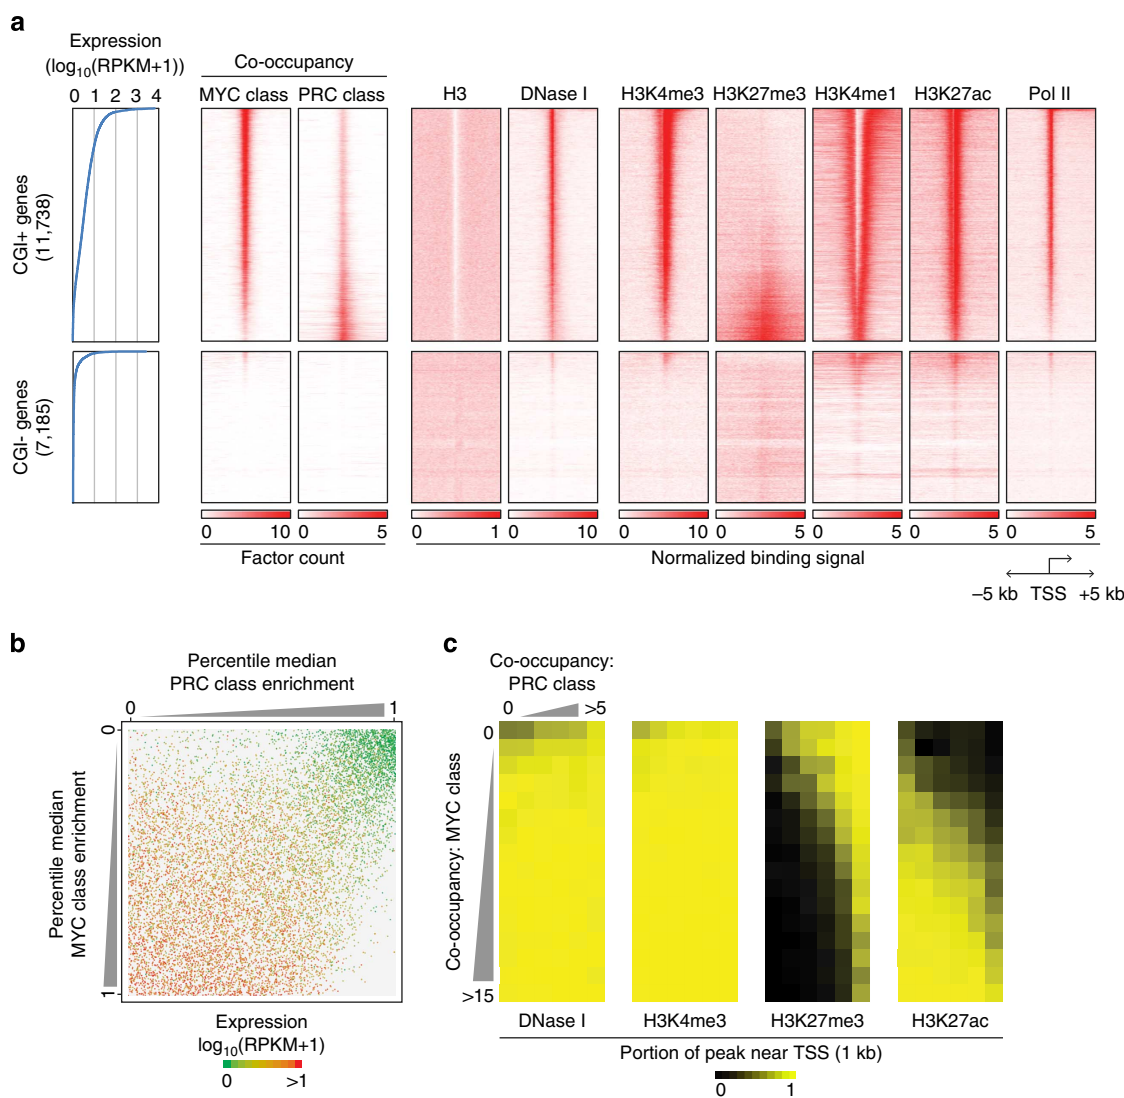 a
Expression
(log10(RPKM+1))
0 1 2 3 4
Co-occupancy
MYC class PRC class
H3 DNase I H3K4me3 H3K27me3 H3K4me1 H3K27ac Pol II
CGI+ genes
(11,738)
CGI- genes
(7,185)
0 10 0 5 0 1 0 10 0 10 0 5 0 5 0 5 0 5
Factor count
Normalized binding signal
–5 kb TSS +5 kb
b
Percentile median
PRC class enrichment
0 1
Percentile median
MYC class enrichment
0
1
Expression
log10(RPKM+1)
0 >1
c
Co-occupancy:
PRC class
0 >5
Co-occupancy: MYC class
0
>15
DNase I H3K4me3 H3K27me3 H3K27ac
Portion of peak near TSS (1 kb)
0 1